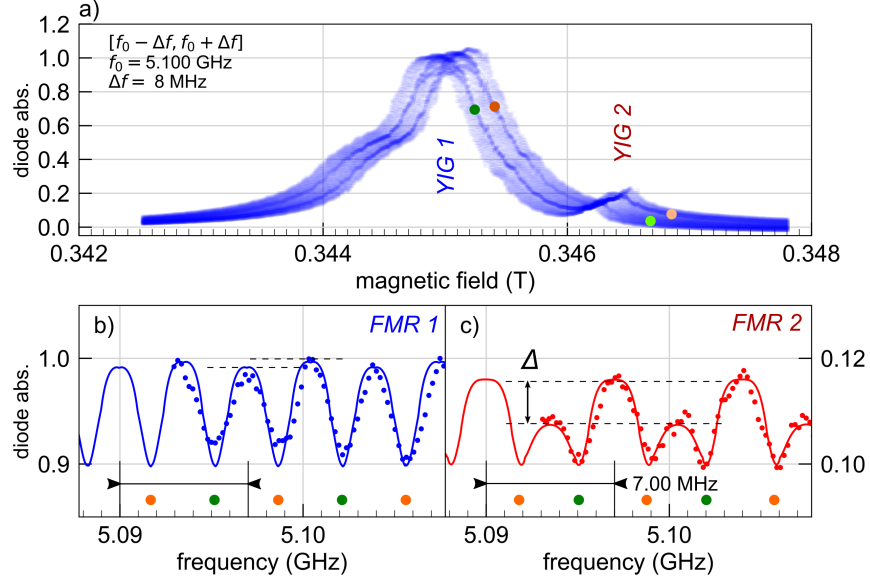 a)
[f₀ − Δf, f₀ + Δf]
f₀ = 5.100 GHz
Δf = 8 MHz
1.2
1.0
0.8
0.6
0.4
0.2
0.0
diode abs.
YIG 1
YIG 2
0.342 0.344 0.346 0.348
magnetic field (T)
b) FMR 1
1.0
0.9
diode abs.
5.09 5.10
frequency (GHz)
c) FMR 2
Δ
0.12
0.10
7.00 MHz
5.09 5.10
frequency (GHz)